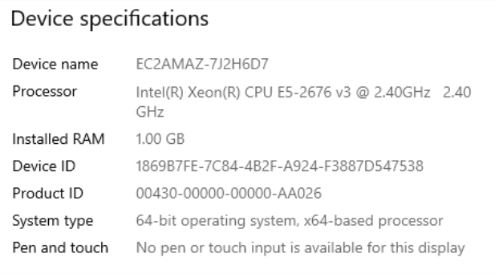 Device specifications
Device name EC2AMAZ-7J2H6D7
Processor Intel(R) Xeon(R) CPU E5-2676 v3 @ 2.40GHz 2.40
GHz
Installed RAM 1.00 GB
Device ID 1869B7FE-7C84-4B2F-A924-F3887D547538
Product ID 00430-00000-00000-AA026
System type 64-bit operating system, x64-based processor
Pen and touch No pen or touch input is available for this display